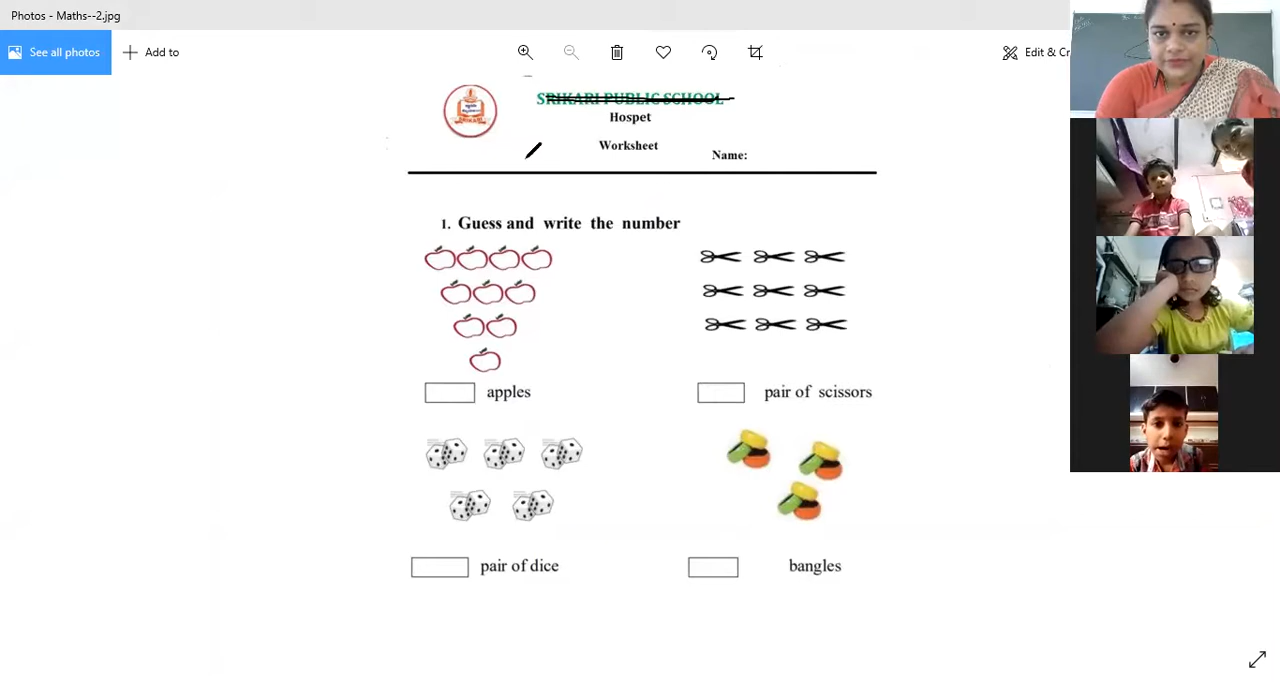 Photos - Maths--2.jpg
See all photos
Add to
Edit & Cr
SRIKARI PUBLIC SCHOOL
Hospet
Worksheet
Name:
SRIKARI
1. Guess and write the number
apples
pair of scissors
pair of dice
bangles